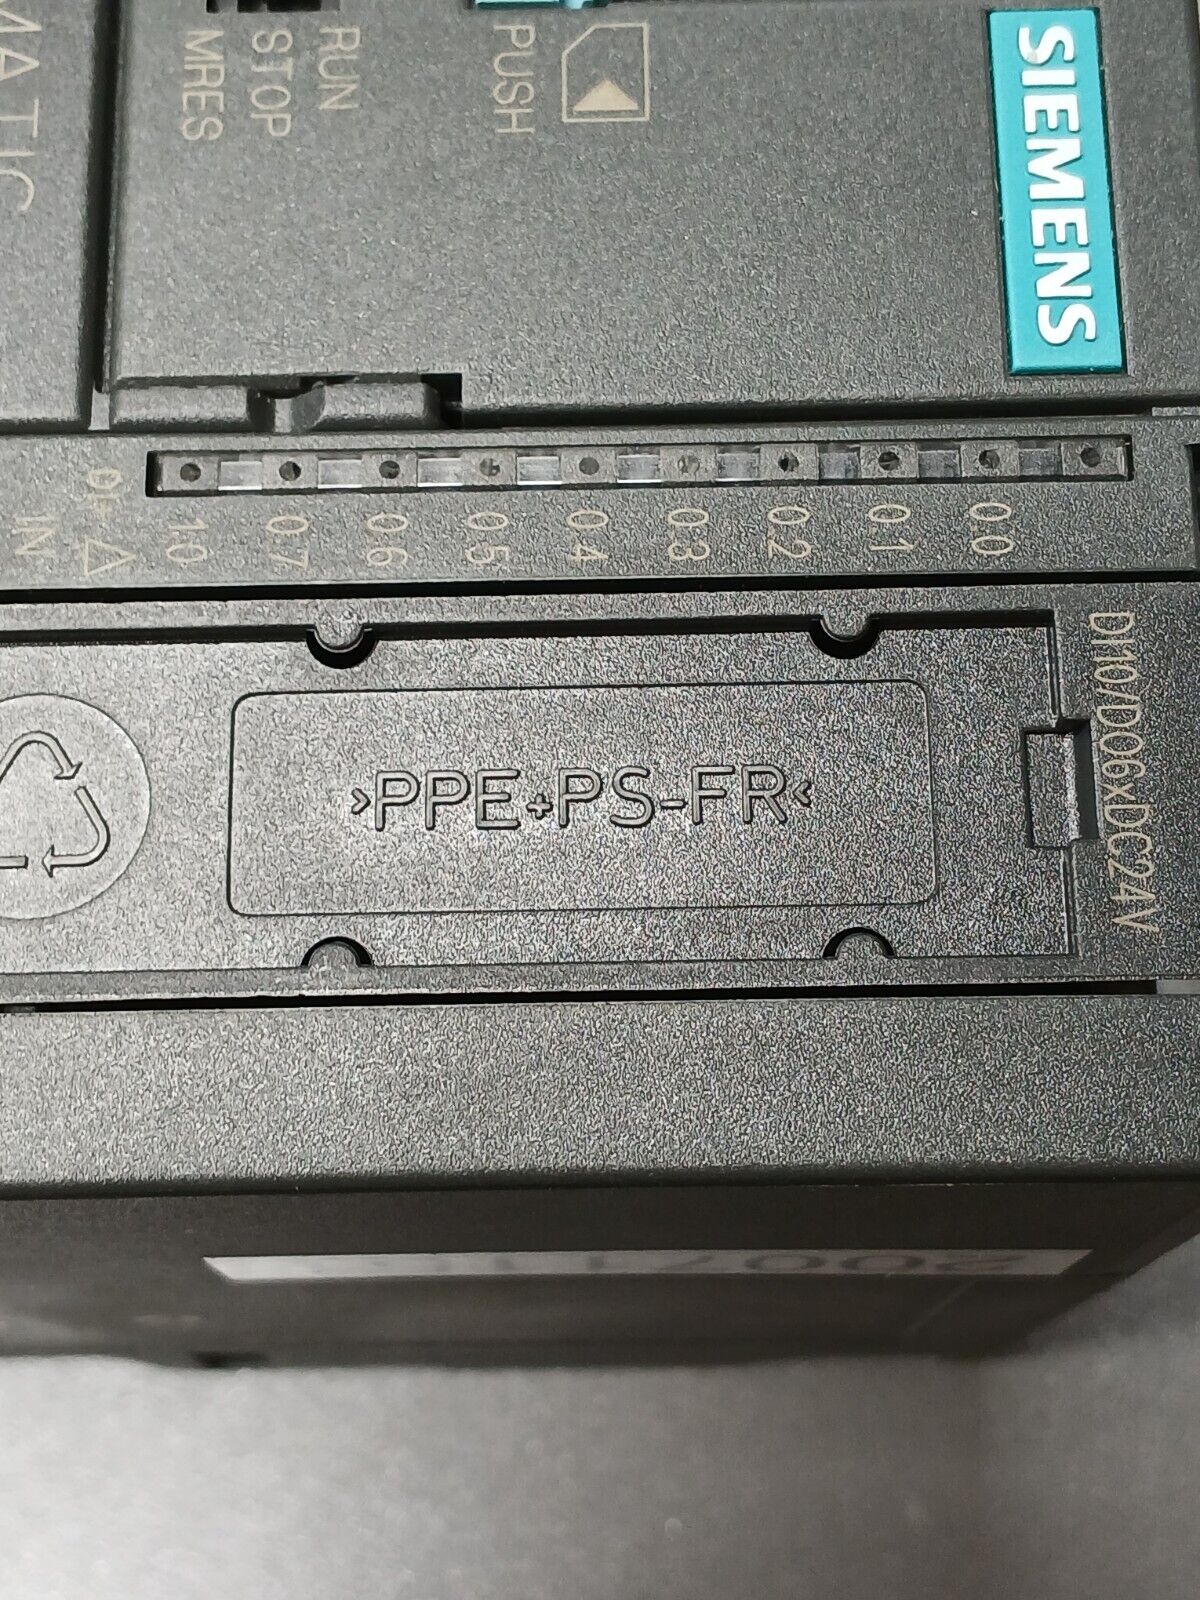 SIEMENS
PUSH
RUN
STOP
MRES
MATIC
0.0
0.1
0.2
0.3
0.4
0.5
0.6
0.7
1.0
DI+
IN
DI10/DO6xDC24V
>PPE+PS-FR<